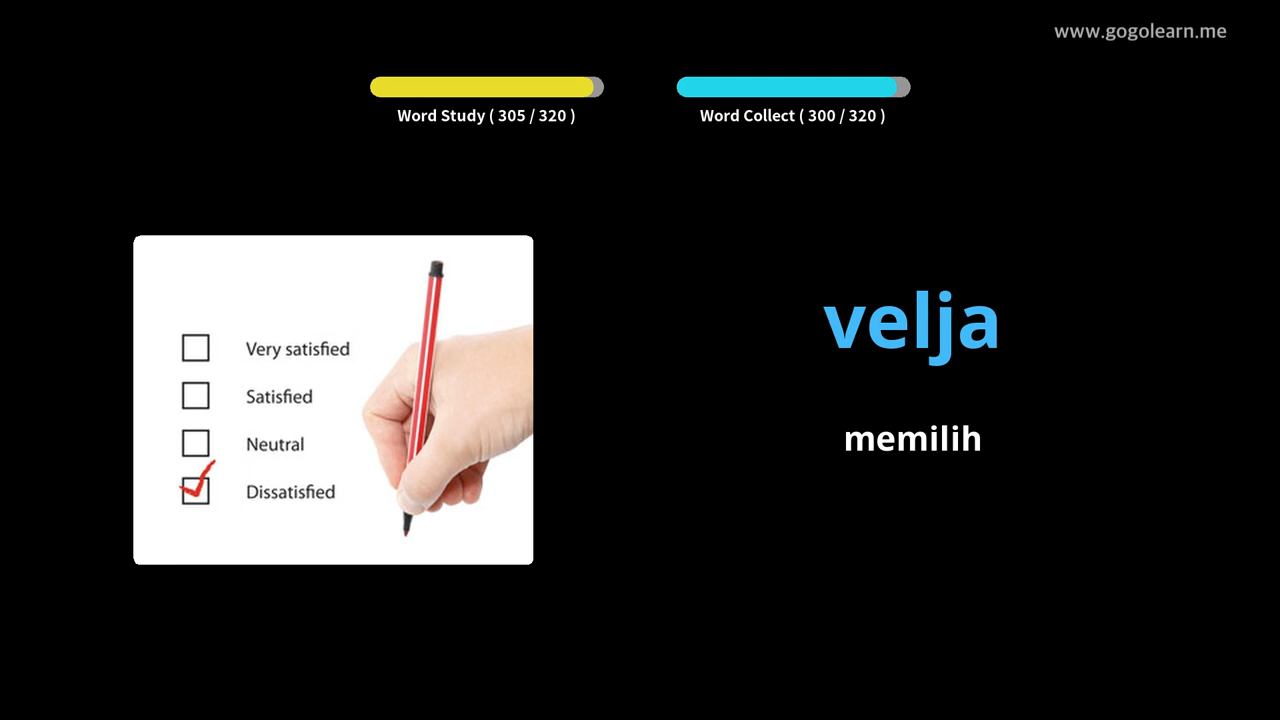 www.gogolearn.me
Word Study ( 305 / 320 )
Word Collect ( 300 / 320 )
Very satisfied
Satisfied
Neutral
Dissatisfied
velja
memilih